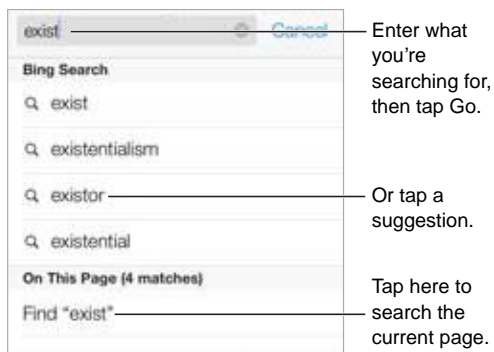 exist
Cancel
Bing Search
exist
existentialism
existor
existential
On This Page (4 matches)
Find "exist"
Enter what
you're
searching for,
then tap Go.
Or tap a
suggestion.
Tap here to
search the
current page.